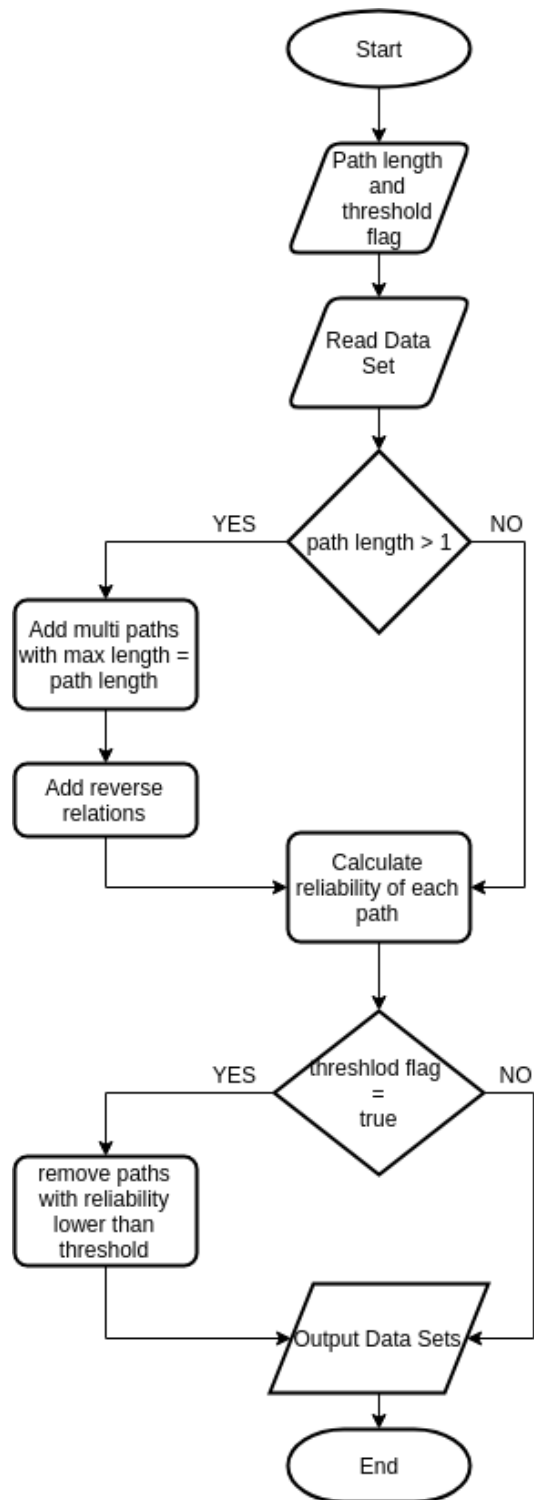 Start
Path length
and
threshold
flag
Read Data
Set
YES
NO
path length > 1
Add multi paths
with max length =
path length
Add reverse
relations
Calculate
reliability of each
path
YES
NO
threshlod flag
=
true
remove paths
with reliability
lower than
threshold
Output Data Sets
End